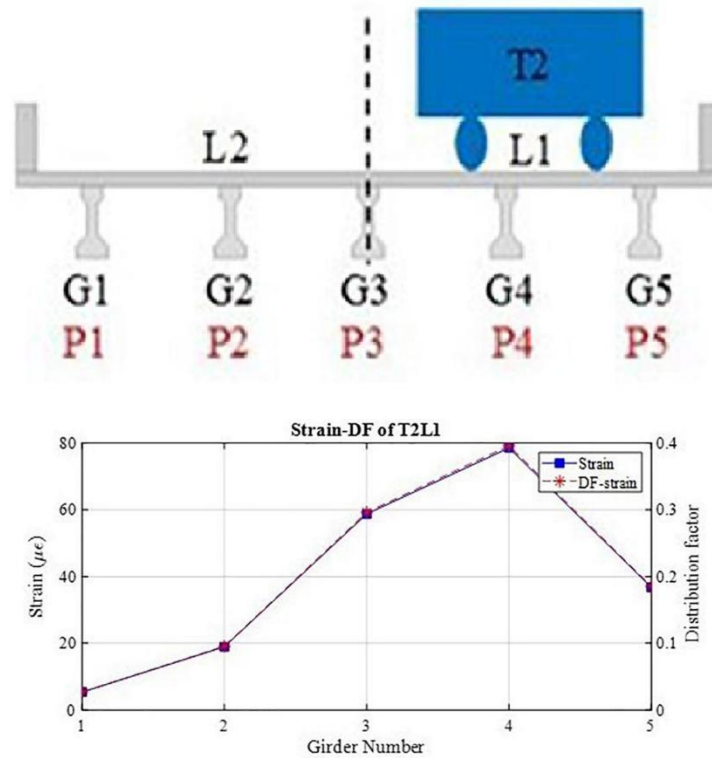 T2
L2 L1
G1 G2 G3 G4 G5
P1 P2 P3 P4 P5
Strain-DF of T2L1
80 0.4
Strain
DF-strain
60 0.3
40 0.2
20 0.1
0 0
Strain (με)
Distribution factor
1 2 3 4 5
Girder Number